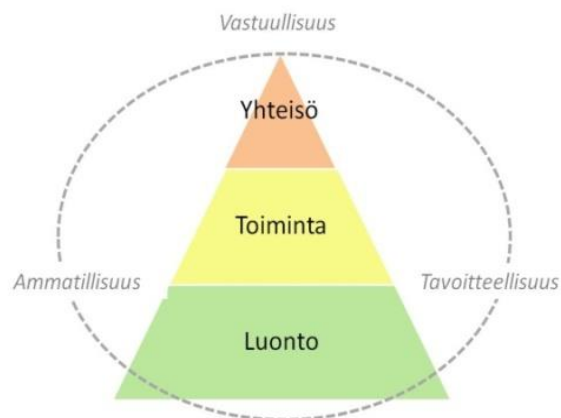 Vastuullisuus
Yhteisö
Toiminta
Ammatillisuus
Tavoitteellisuus
Luonto